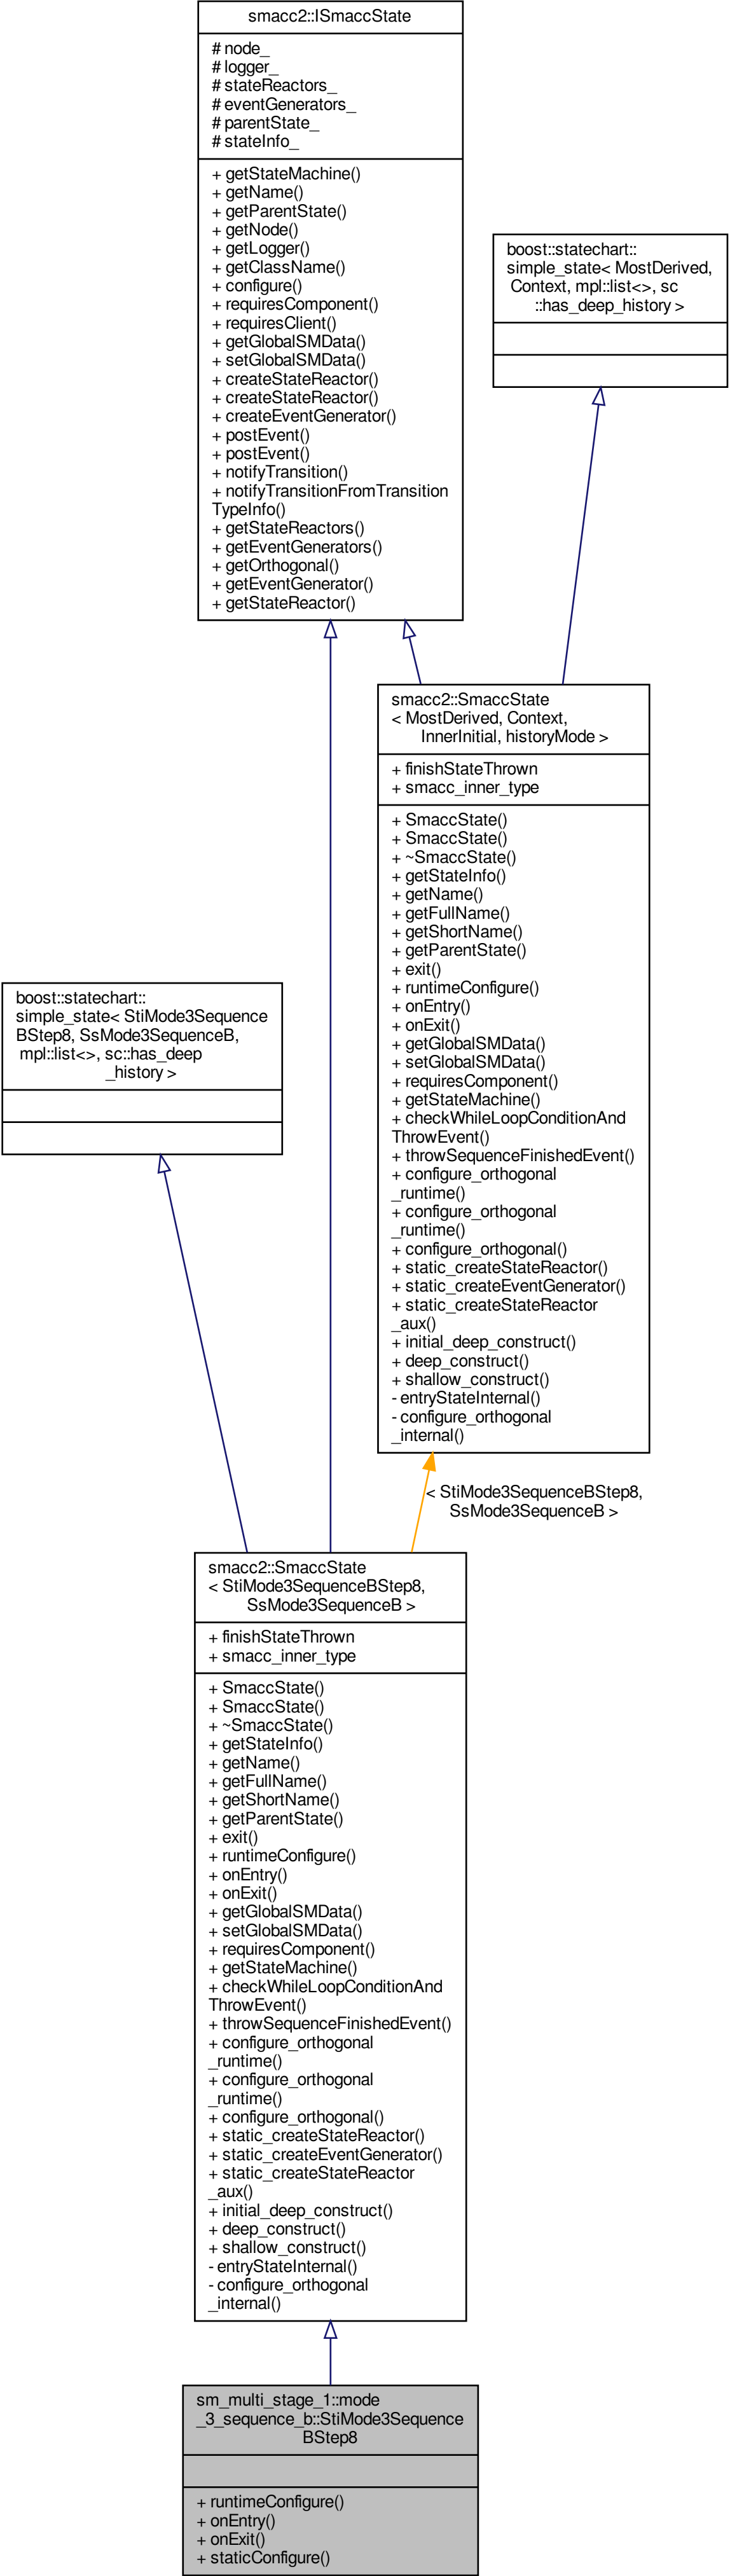 smacc2::ISmaccState
# node_
# logger_
# stateReactors_
# eventGenerators_
# parentState_
# stateInfo_
+ getStateMachine()
+ getName()
+ getParentState()
+ getNode()
+ getLogger()
+ getClassName()
+ configure()
+ requiresComponent()
+ requiresClient()
+ getGlobalSMData()
+ setGlobalSMData()
+ createStateReactor()
+ createStateReactor()
+ createEventGenerator()
+ postEvent()
+ postEvent()
+ notifyTransition()
+ notifyTransitionFromTransition
TypeInfo()
+ getStateReactors()
+ getEventGenerators()
+ getOrthogonal()
+ getEventGenerator()
+ getStateReactor()
boost::statechart::
simple_state< MostDerived,
Context, mpl::list<>, sc
::has_deep_history >
smacc2::SmaccState
< MostDerived, Context,
InnerInitial, historyMode >
+ finishStateThrown
+ smacc_inner_type
+ SmaccState()
+ SmaccState()
+ ~SmaccState()
+ getStateInfo()
+ getName()
+ getFullName()
+ getShortName()
+ getParentState()
+ exit()
+ runtimeConfigure()
+ onEntry()
+ onExit()
+ getGlobalSMData()
+ setGlobalSMData()
+ requiresComponent()
+ getStateMachine()
+ checkWhileLoopConditionAnd
ThrowEvent()
+ throwSequenceFinishedEvent()
+ configure_orthogonal
_runtime()
+ configure_orthogonal
_runtime()
+ configure_orthogonal()
+ static_createStateReactor()
+ static_createEventGenerator()
+ static_createStateReactor
_aux()
+ initial_deep_construct()
+ deep_construct()
+ shallow_construct()
- entryStateInternal()
- configure_orthogonal
_internal()
boost::statechart::
simple_state< StiMode3Sequence
BStep8, SsMode3SequenceB,
mpl::list<>, sc::has_deep
_history >
< StiMode3SequenceBStep8,
SsMode3SequenceB >
smacc2::SmaccState
< StiMode3SequenceBStep8,
SsMode3SequenceB >
+ finishStateThrown
+ smacc_inner_type
+ SmaccState()
+ SmaccState()
+ ~SmaccState()
+ getStateInfo()
+ getName()
+ getFullName()
+ getShortName()
+ getParentState()
+ exit()
+ runtimeConfigure()
+ onEntry()
+ onExit()
+ getGlobalSMData()
+ setGlobalSMData()
+ requiresComponent()
+ getStateMachine()
+ checkWhileLoopConditionAnd
ThrowEvent()
+ throwSequenceFinishedEvent()
+ configure_orthogonal
_runtime()
+ configure_orthogonal
_runtime()
+ configure_orthogonal()
+ static_createStateReactor()
+ static_createEventGenerator()
+ static_createStateReactor
_aux()
+ initial_deep_construct()
+ deep_construct()
+ shallow_construct()
- entryStateInternal()
- configure_orthogonal
_internal()
sm_multi_stage_1::mode
_3_sequence_b::StiMode3Sequence
BStep8
+ runtimeConfigure()
+ onEntry()
+ onExit()
+ staticConfigure()